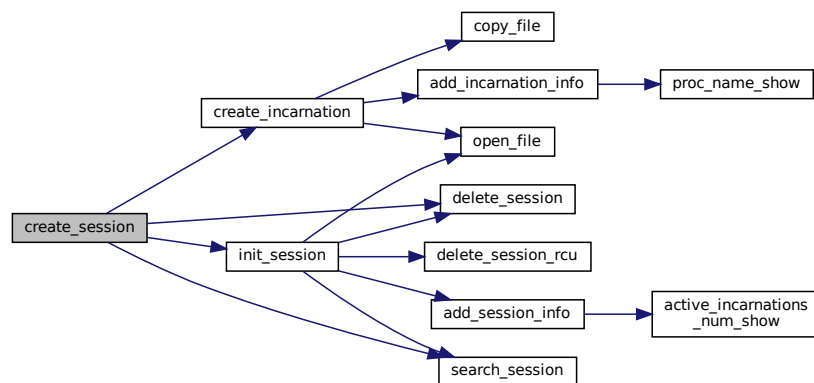 copy_file
add_incarnation_info
proc_name_show
create_incarnation
open_file
delete_session
create_session
init_session
delete_session_rcu
add_session_info
active_incarnations
_num_show
search_session